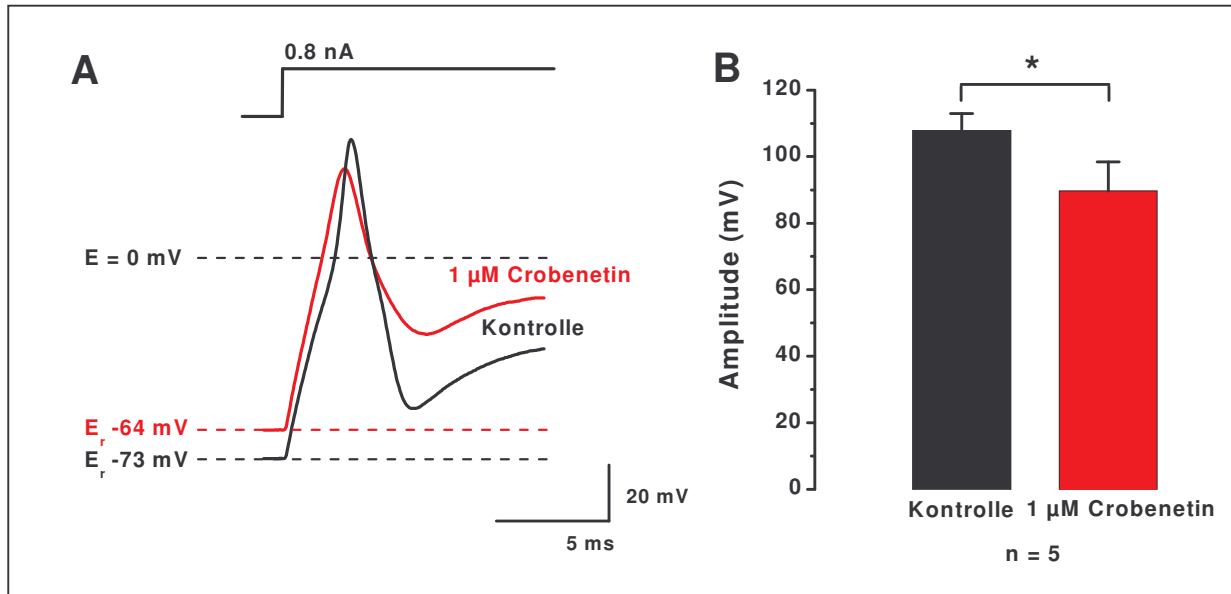 A
0.8 nA
E = 0 mV
1 µM Crobenetin
Kontrolle
Er -64 mV
Er -73 mV
20 mV
5 ms
B
*
Amplitude (mV)
120
100
80
60
40
20
0
Kontrolle 1 µM Crobenetin
n = 5